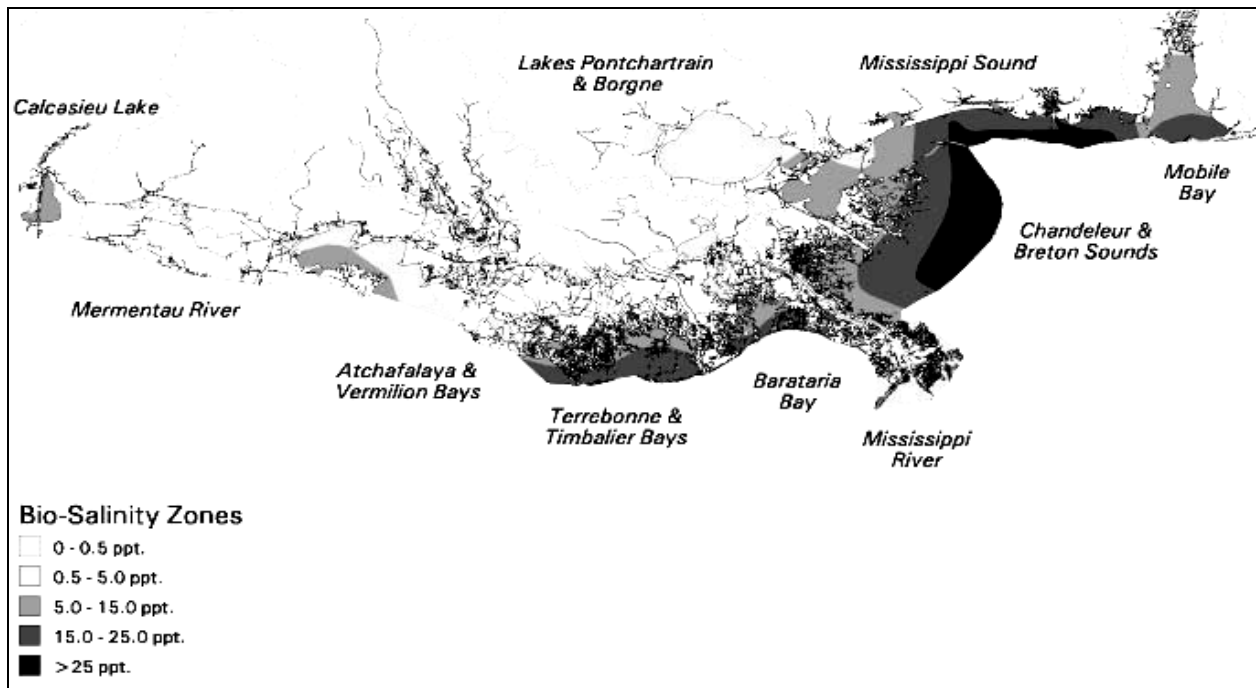 Lakes Pontchartrain
& Borgne
Mississippi Sound
Calcasieu Lake
Mobile
Bay
Chandeleur &
Breton Sounds
Mermentau River
Atchafalaya &
Vermilion Bays
Barataria
Bay
Terrebonne &
Timbalier Bays
Mississippi
River
Bio-Salinity Zones
0 - 0.5 ppt.
0.5 - 5.0 ppt.
5.0 - 15.0 ppt.
15.0 - 25.0 ppt.
>25 ppt.